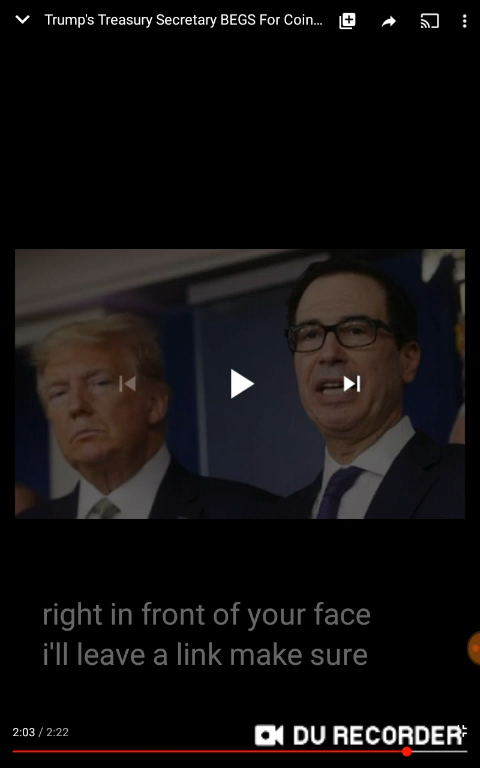 Trump's Treasury Secretary BEGS For Coin...
right in front of your face
i'll leave a link make sure
2:03 / 2:22
DU RECORDER